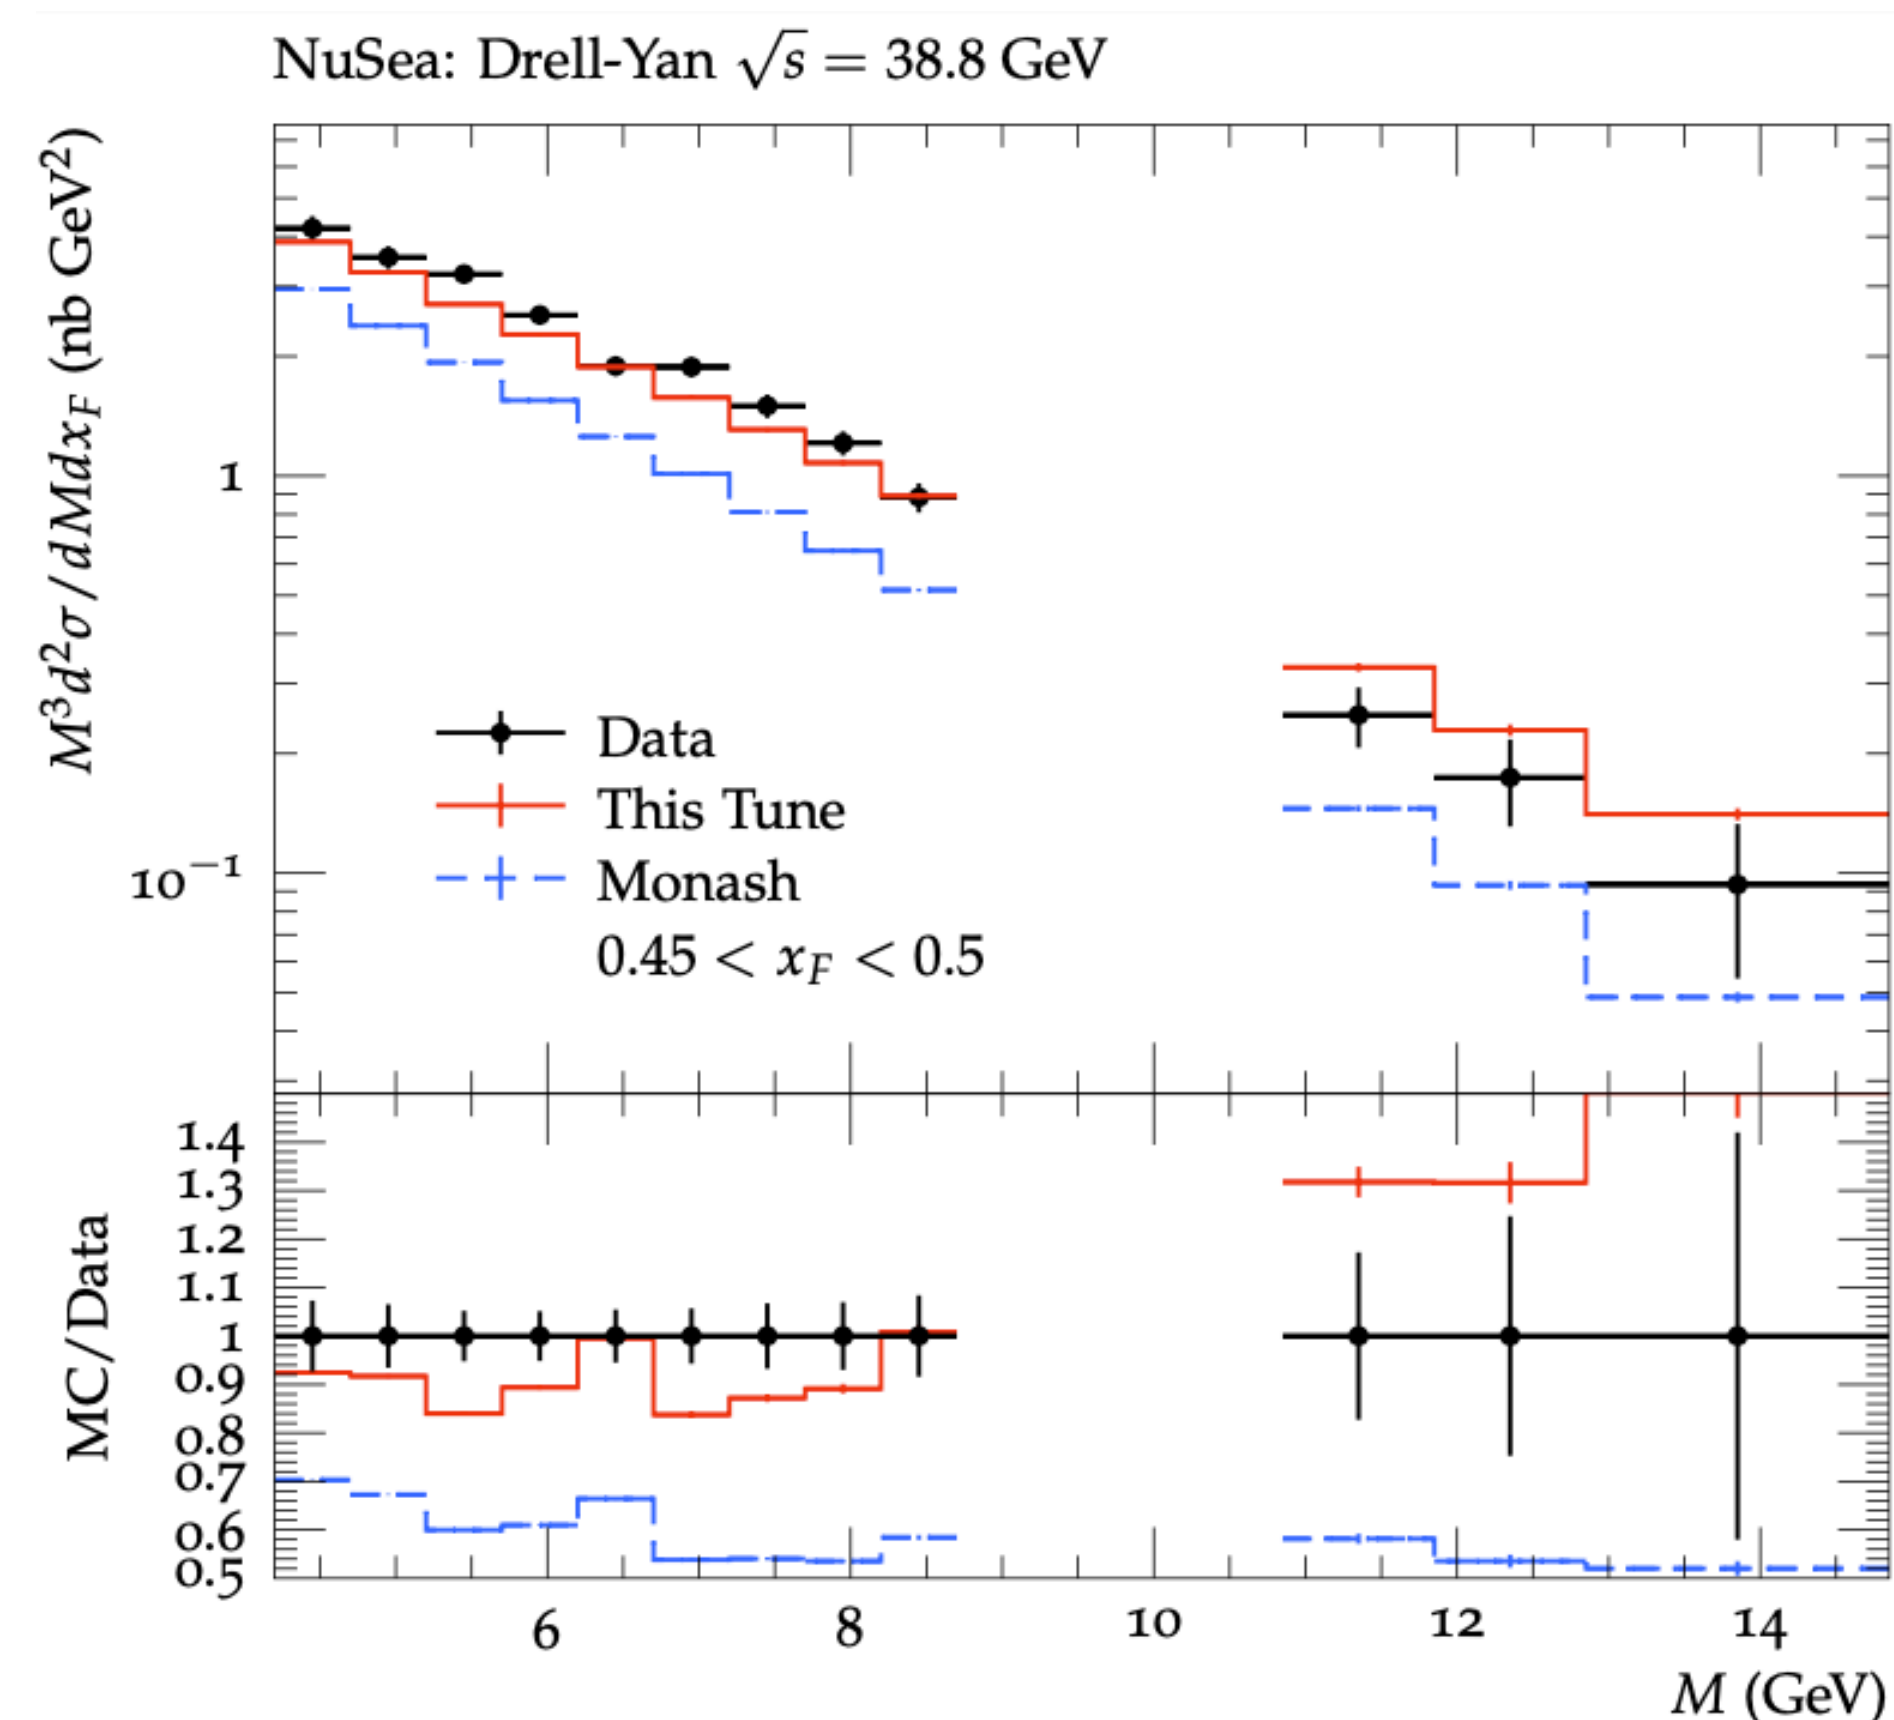 NuSea: Drell-Yan √s = 38.8 GeV
M³d²σ/dMdx_F (nb GeV²)
1
10⁻¹
Data
This Tune
Monash
0.45 < x_F < 0.5
MC/Data
1.4
1.3
1.2
1.1
1
0.9
0.8
0.7
0.6
0.5
6 8 10 12 14
M (GeV)